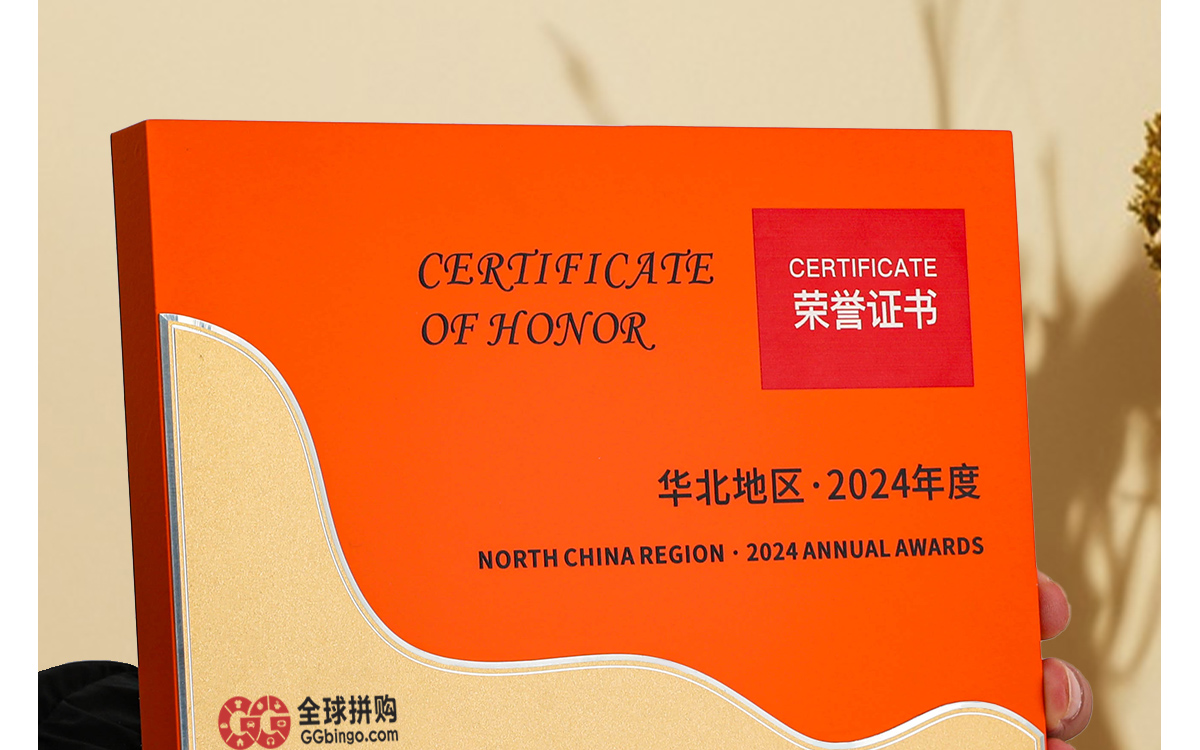 CERTIFICATE
OF HONOR
CERTIFICATE
荣誉证书
华北地区·2024年度
NORTH CHINA REGION · 2024 ANNUAL AWARDS
GG 全球拼购
GGbingo.com